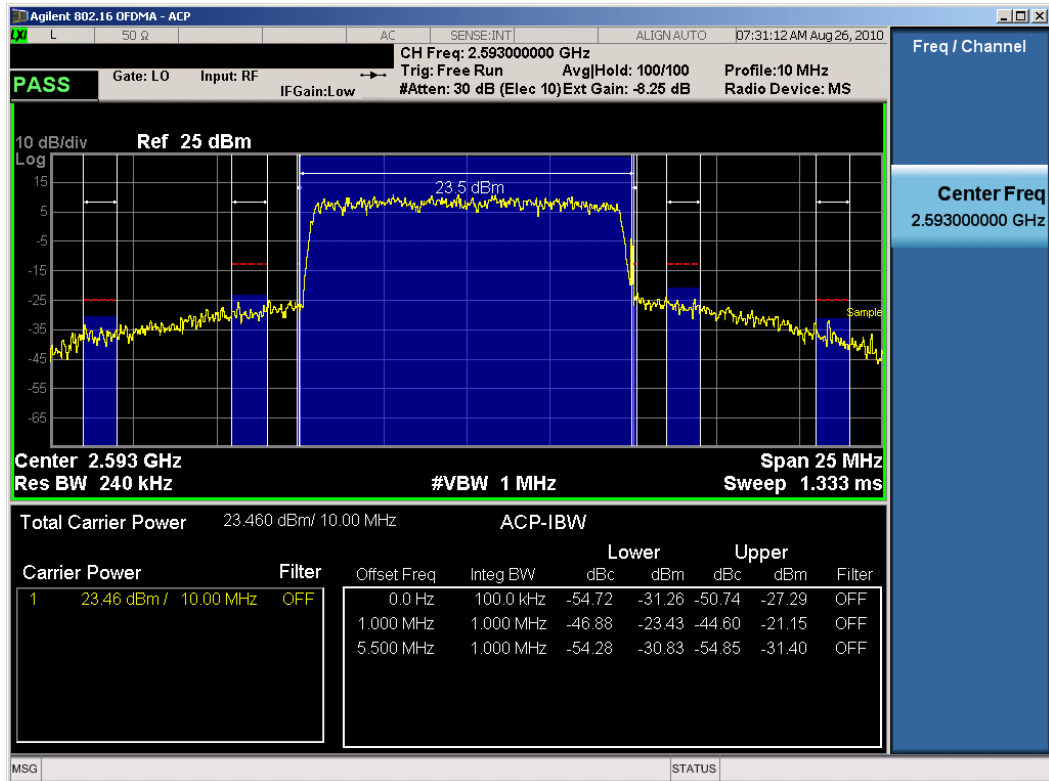 Agilent 802.16 OFDMA - ACP
LXI L 50 Ω AC SENSE:INT ALIGN AUTO 07:31:12 AM Aug 26, 2010
CH Freq: 2.593000000 GHz
PASS Gate: LO Input: RF Trig: Free Run Avg|Hold: 100/100 Profile:10 MHz
IFGain:Low #Atten: 30 dB (Elec 10) Ext Gain: -8.25 dB Radio Device: MS
Freq / Channel
Center Freq
2.593000000 GHz
10 dB/div Ref 25 dBm
Log
15
5
-5
-15
-25
-35
-45
-55
-65
23.5 dBm
Sample
Center 2.593 GHz Span 25 MHz
Res BW 240 kHz #VBW 1 MHz Sweep 1.333 ms
Total Carrier Power 23.460 dBm/ 10.00 MHz ACP-IBW
Lower Upper
Carrier Power Filter Offset Freq Integ BW dBc dBm dBc dBm Filter
1 23.46 dBm / 10.00 MHz OFF 0.0 Hz 100.0 kHz -54.72 -31.26 -50.74 -27.29 OFF
1.000 MHz 1.000 MHz -46.88 -23.43 -44.60 -21.15 OFF
5.500 MHz 1.000 MHz -54.28 -30.83 -54.85 -31.40 OFF
MSG STATUS